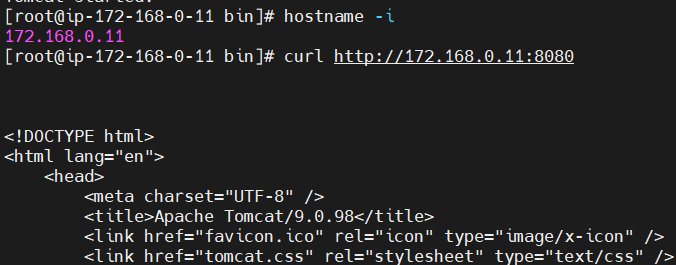 Tomcat started.
[root@ip-172-168-0-11 bin]# hostname -i
172.168.0.11
[root@ip-172-168-0-11 bin]# curl http://172.168.0.11:8080
<!DOCTYPE html>
<html lang="en">
    <head>
        <meta charset="UTF-8" />
        <title>Apache Tomcat/9.0.98</title>
        <link href="favicon.ico" rel="icon" type="image/x-icon" />
        <link href="tomcat.css" rel="stylesheet" type="text/css" />